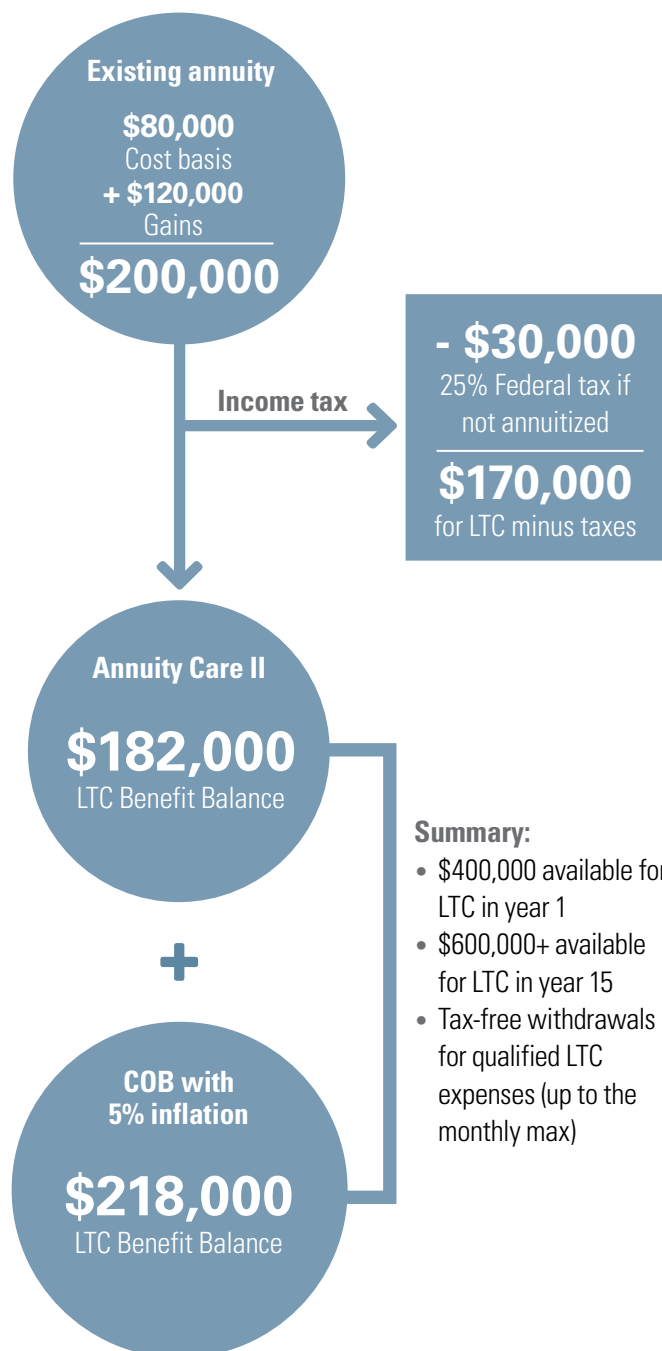 Existing annuity
$80,000
Cost basis
+ $120,000
Gains
$200,000
Income tax
- $30,000
25% Federal tax if
not annuitized
$170,000
for LTC minus taxes
Annuity Care II
$182,000
LTC Benefit Balance
+
COB with
5% inflation
$218,000
LTC Benefit Balance
Summary:
• $400,000 available for
LTC in year 1
• $600,000+ available
for LTC in year 15
• Tax-free withdrawals
for qualified LTC
expenses (up to the
monthly max)